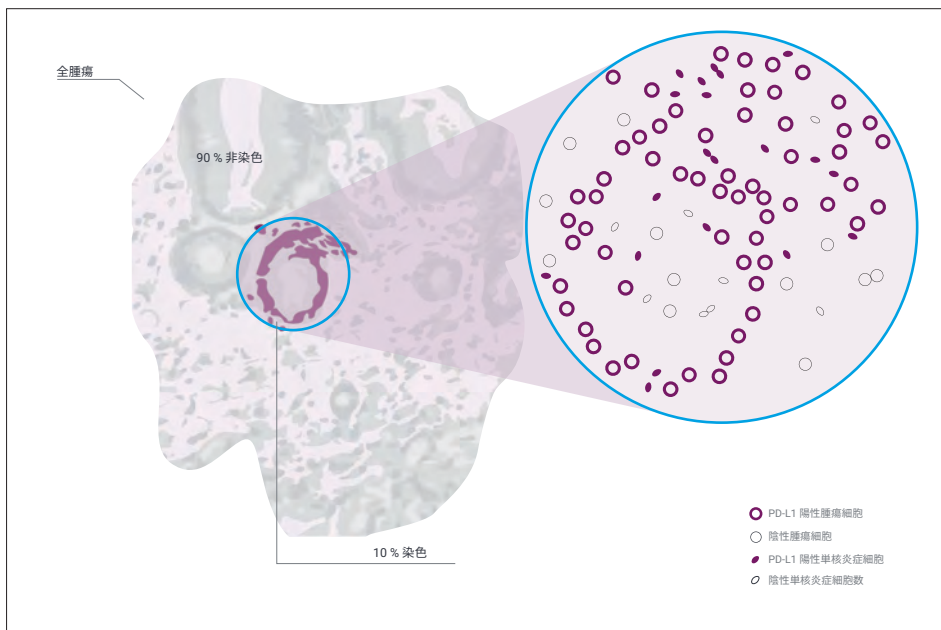 全腫瘍
90 % 非染色
10 % 染色
PD-L1 陽性腫瘍細胞
陰性腫瘍細胞
PD-L1 陽性単核炎症細胞
陰性単核炎症細胞数